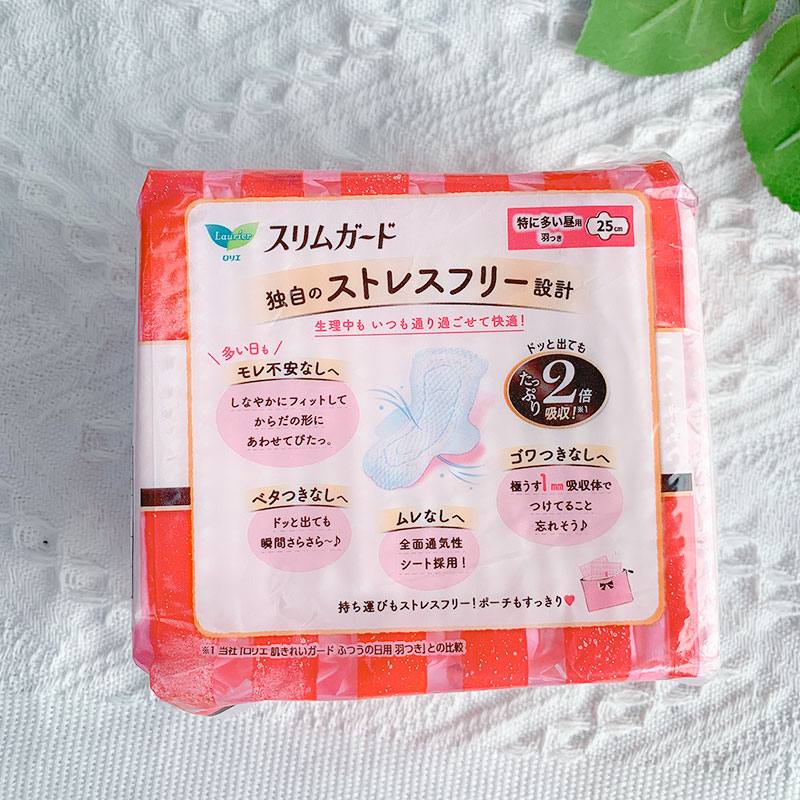 Laurier
ロリエ
スリムガード
特に多い昼用
羽つき
25cm
独自のストレスフリー設計
生理中も いつも通り過ごせて快適!
\多い日も/
モレ不安なしへ
しなやかにフィットして
からだの形に
あわせてぴたっ。
ドッと出ても
たっぷり
2倍
吸収!※1
ゴワつきなしへ
極うす1mm吸収体で
つけてること
忘れそう♪
ベタつきなしへ
ドッと出ても
瞬間さらさら〜♪
ムレなしへ
全面通気性
シート採用!
持ち運びもストレスフリー!ポーチもすっきり♥
※1 当社「ロリエ 肌きれいガード ふつうの日用 羽つき」との比較